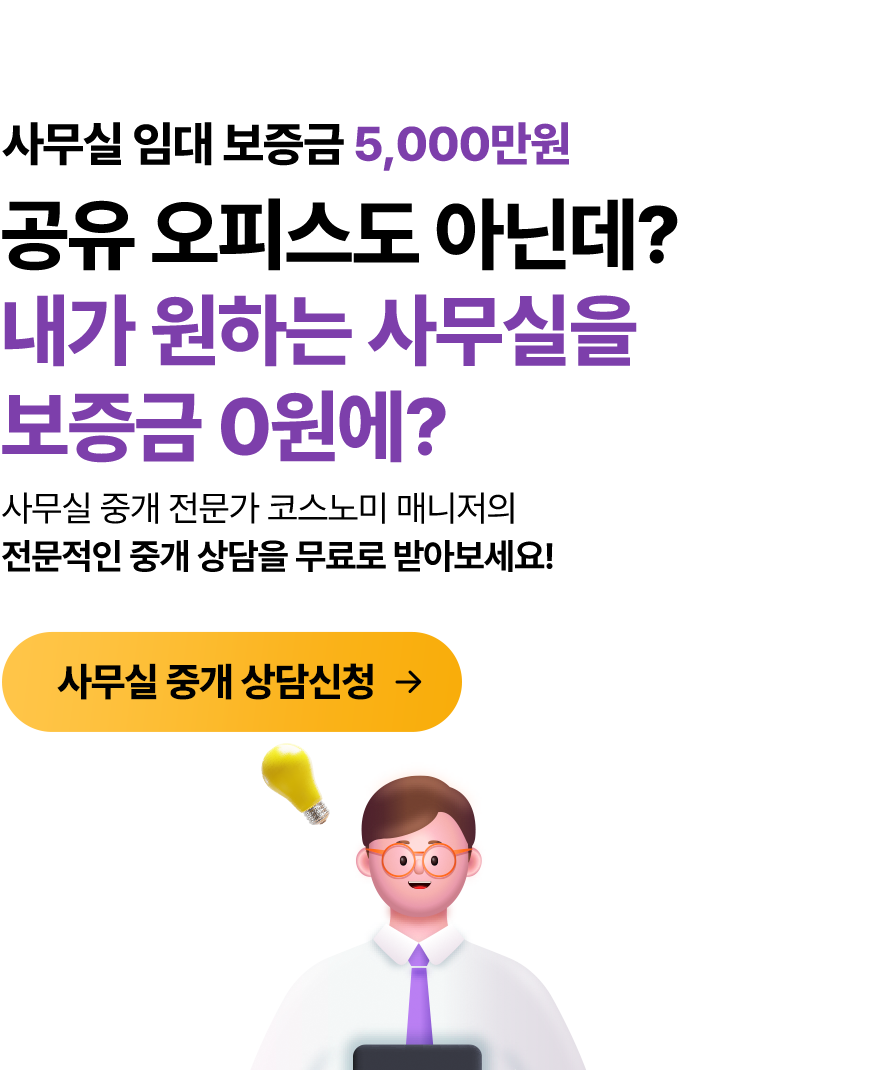 사무실 임대 보증금 5,000만원
공유 오피스도 아닌데?
내가 원하는 사무실을
보증금 0원에?
사무실 중개 전문가 코스노미 매니저의
전문적인 중개 상담을 무료로 받아보세요!
사무실 중개 상담신청 →